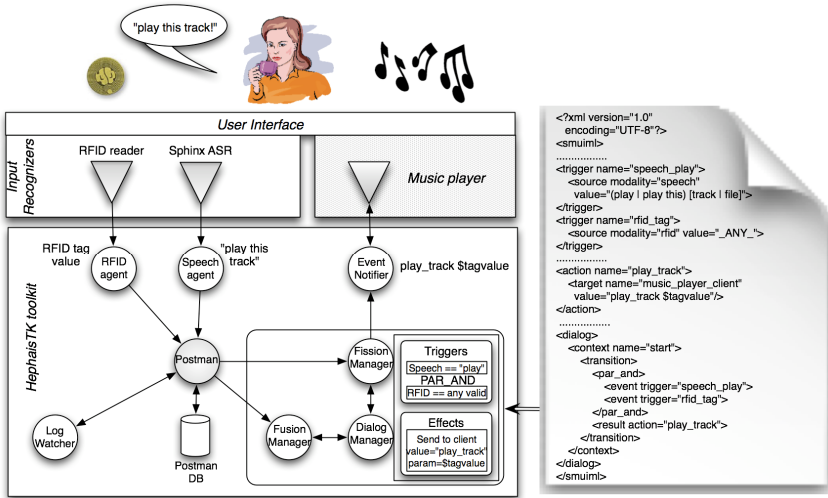 "play this track!"
User Interface
Input
Recognizers
RFID reader
Sphinx ASR
Music player
HephaisTK toolkit
RFID tag
value
RFID
agent
Speech
agent
"play this
track"
Event
Notifier
play_track $tagvalue
Postman
Fission
Manager
Triggers
Speech == "play"
PAR_AND
RFID == any valid
Log
Watcher
Postman
DB
Fusion
Manager
Dialog
Manager
Effects
Send to client
value="play_track"
param=$tagvalue
<?xml version="1.0"
encoding="UTF-8"?>
<smuiml>
.................
<trigger name="speech_play">
<source modality="speech"
value="(play | play this) [track | file]">
</trigger>
<trigger name="rfid_tag">
<source modality="rfid" value="_ANY_">
</trigger>
.................
<action name="play_track">
<target name="music_player_client"
value="play_track $tagvalue"/>
</action>
.................
<dialog>
<context name="start">
<transition>
<par_and>
<event trigger="speech_play">
<event trigger="rfid_tag">
</par_and>
<result action="play_track">
</transition>
</context>
</dialog>
</smuiml>